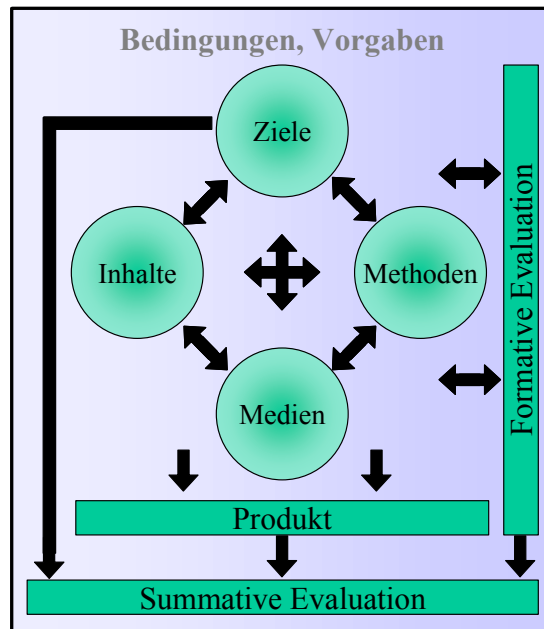 Bedingungen, Vorgaben
Ziele
Inhalte
Methoden
Medien
Formative Evaluation
Produkt
Summative Evaluation